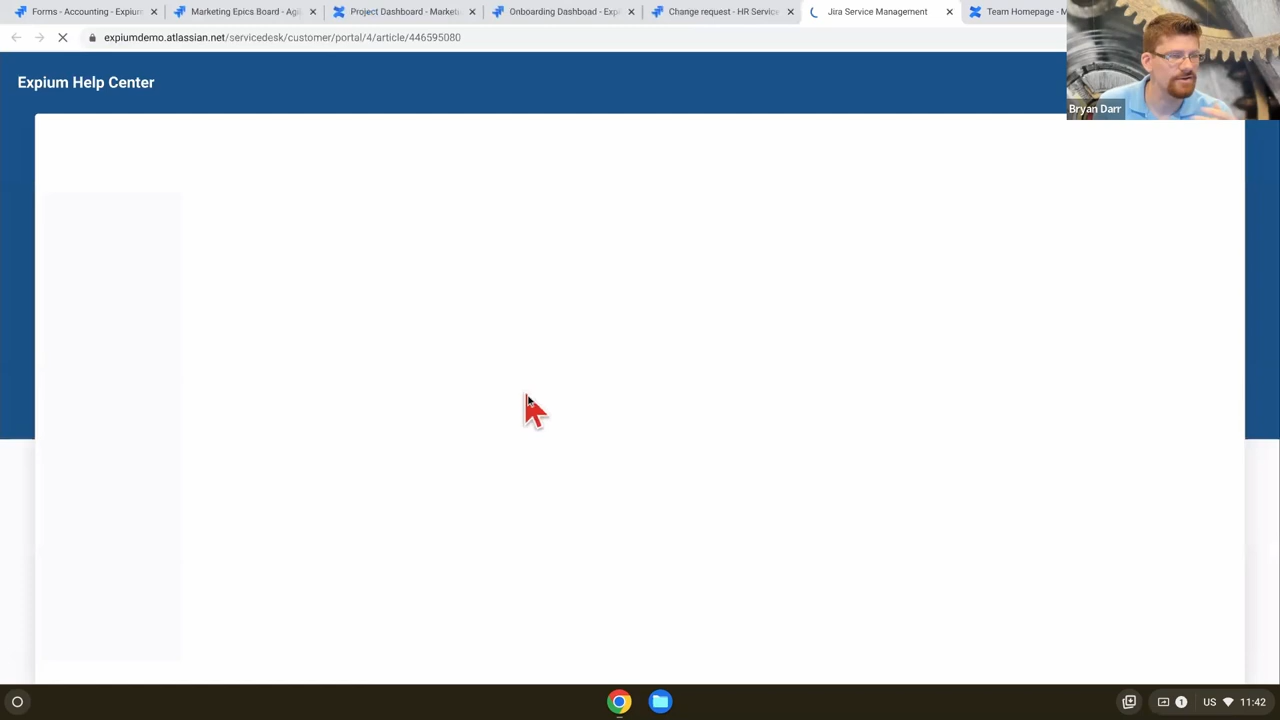 Forms - Accounting - Expium
Marketing Epics Board - Agi
Project Dashboard - Market
Onboarding Dashboad - Exp
Change request - HR Service
Jira Service Management
Team Homepage - M
expiumdemo.atlassian.net/servicedesk/customer/portal/4/article/446595080
Expium Help Center
Bryan Darr
1
US
11:42